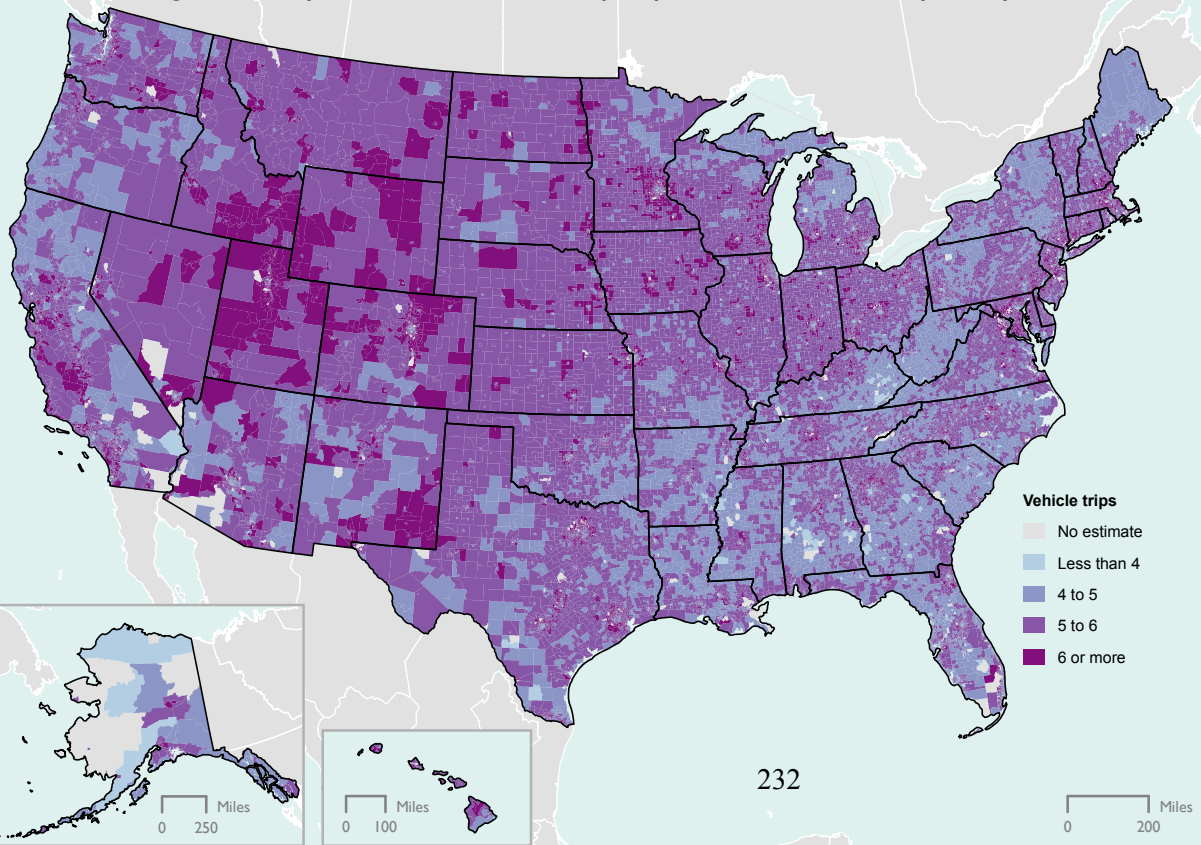 Vehicle trips
No estimate
Less than 4
4 to 5
5 to 6
6 or more
232
Miles
0 250
Miles
0 100
Miles
0 200